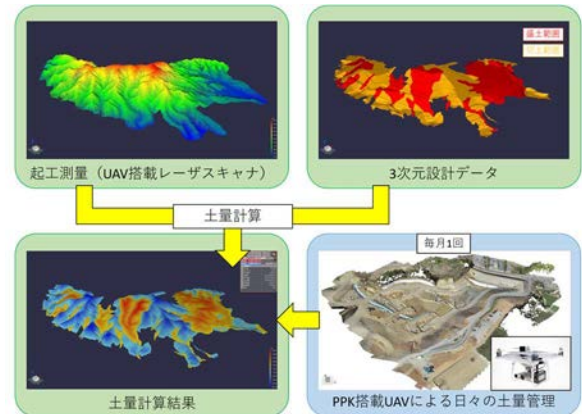 盛土範囲
切土範囲
起工測量（UAV搭載レーザスキャナ）
3次元設計データ
土量計算
毎月1回
土量計算結果
PPK搭載UAVによる日々の土量管理